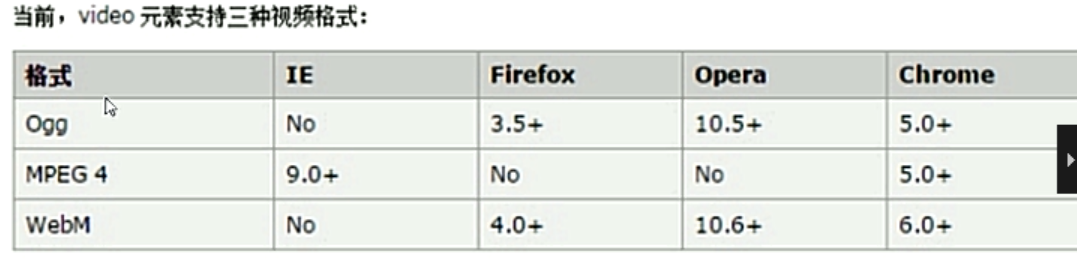 当前，video 元素支持三种视频格式：
格式 IE Firefox Opera Chrome
Ogg No 3.5+ 10.5+ 5.0+
MPEG 4 9.0+ No No 5.0+
WebM No 4.0+ 10.6+ 6.0+